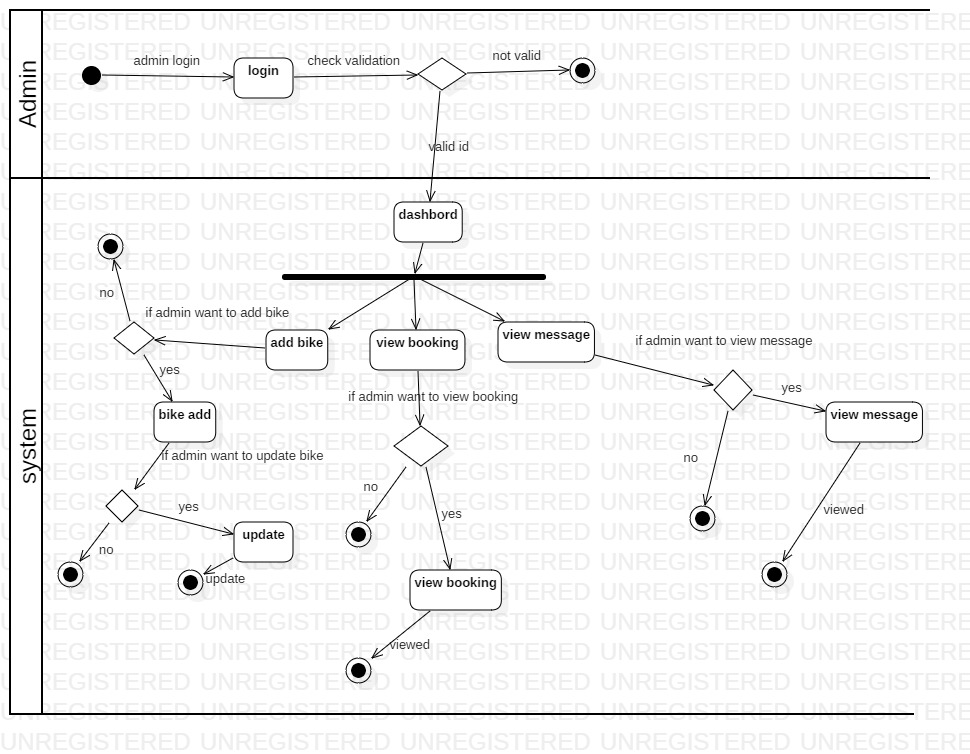 Admin
admin login
login
check validation
not valid
valid id
system
dashbord
no
if admin want to add bike
add bike
view booking
view message
if admin want to view message
yes
bike add
if admin want to view booking
yes
view message
if admin want to update bike
no
no
yes
yes
viewed
update
no
update
view booking
viewed
UNREGISTERED